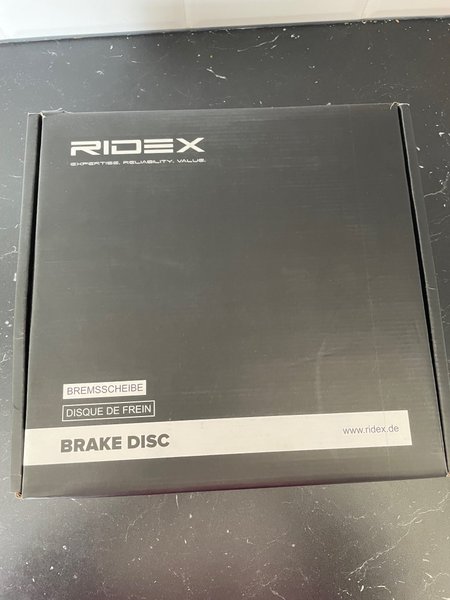 RIDEX
EXPERTISE. RELIABILITY. VALUE.
BREMSSCHEIBE
DISQUE DE FREIN
BRAKE DISC
www.ridex.de